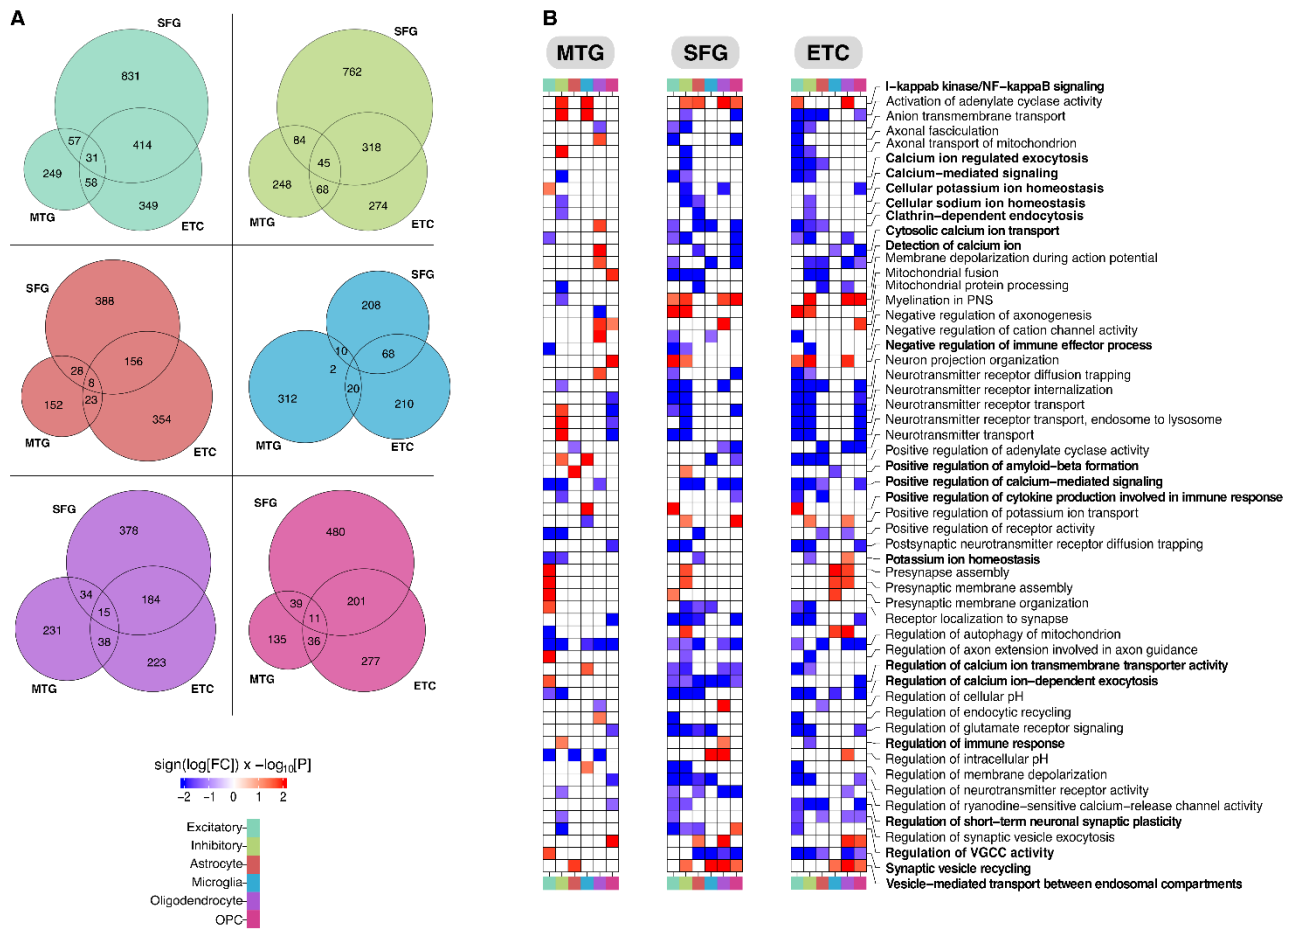 A
SFG
831
57
31
414
249
58
349
MTG
ETC
SFG
762
84
45
318
248
68
274
MTG
ETC
SFG
388
156
28
8
23
152
354
MTG
ETC
SFG
208
10
68
2
20
312
210
MTG
ETC
SFG
378
34
15
184
231
38
223
MTG
ETC
SFG
480
39
11
201
135
36
277
MTG
ETC
sign(log[FC]) x −log10[P]
−2 −1 0 1 2
Excitatory
Inhibitory
Astrocyte
Microglia
Oligodendrocyte
OPC
B
MTG SFG ETC
I−kappab kinase/NF−kappaB signaling
Activation of adenylate cyclase activity
Anion transmembrane transport
Axonal fasciculation
Axonal transport of mitochondrion
Calcium ion regulated exocytosis
Calcium−mediated signaling
Cellular potassium ion homeostasis
Cellular sodium ion homeostasis
Clathrin−dependent endocytosis
Cytosolic calcium ion transport
Detection of calcium ion
Membrane depolarization during action potential
Mitochondrial fusion
Mitochondrial protein processing
Myelination in PNS
Negative regulation of axonogenesis
Negative regulation of cation channel activity
Negative regulation of immune effector process
Neuron projection organization
Neurotransmitter receptor diffusion trapping
Neurotransmitter receptor internalization
Neurotransmitter receptor transport
Neurotransmitter receptor transport, endosome to lysosome
Neurotransmitter transport
Positive regulation of adenylate cyclase activity
Positive regulation of amyloid−beta formation
Positive regulation of calcium−mediated signaling
Positive regulation of cytokine production involved in immune response
Positive regulation of potassium ion transport
Positive regulation of receptor activity
Postsynaptic neurotransmitter receptor diffusion trapping
Potassium ion homeostasis
Presynapse assembly
Presynaptic membrane assembly
Presynaptic membrane organization
Receptor localization to synapse
Regulation of autophagy of mitochondrion
Regulation of axon extension involved in axon guidance
Regulation of calcium ion transmembrane transporter activity
Regulation of calcium ion−dependent exocytosis
Regulation of cellular pH
Regulation of endocytic recycling
Regulation of glutamate receptor signaling
Regulation of immune response
Regulation of intracellular pH
Regulation of membrane depolarization
Regulation of neurotransmitter receptor activity
Regulation of ryanodine−sensitive calcium−release channel activity
Regulation of short−term neuronal synaptic plasticity
Regulation of synaptic vesicle exocytosis
Regulation of VGCC activity
Synaptic vesicle recycling
Vesicle−mediated transport between endosomal compartments